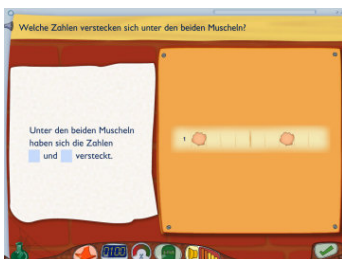 Welche Zahlen verstecken sich unter den beiden Muscheln?
Unter den beiden Muscheln
haben sich die Zahlen
und versteckt.
1
0100